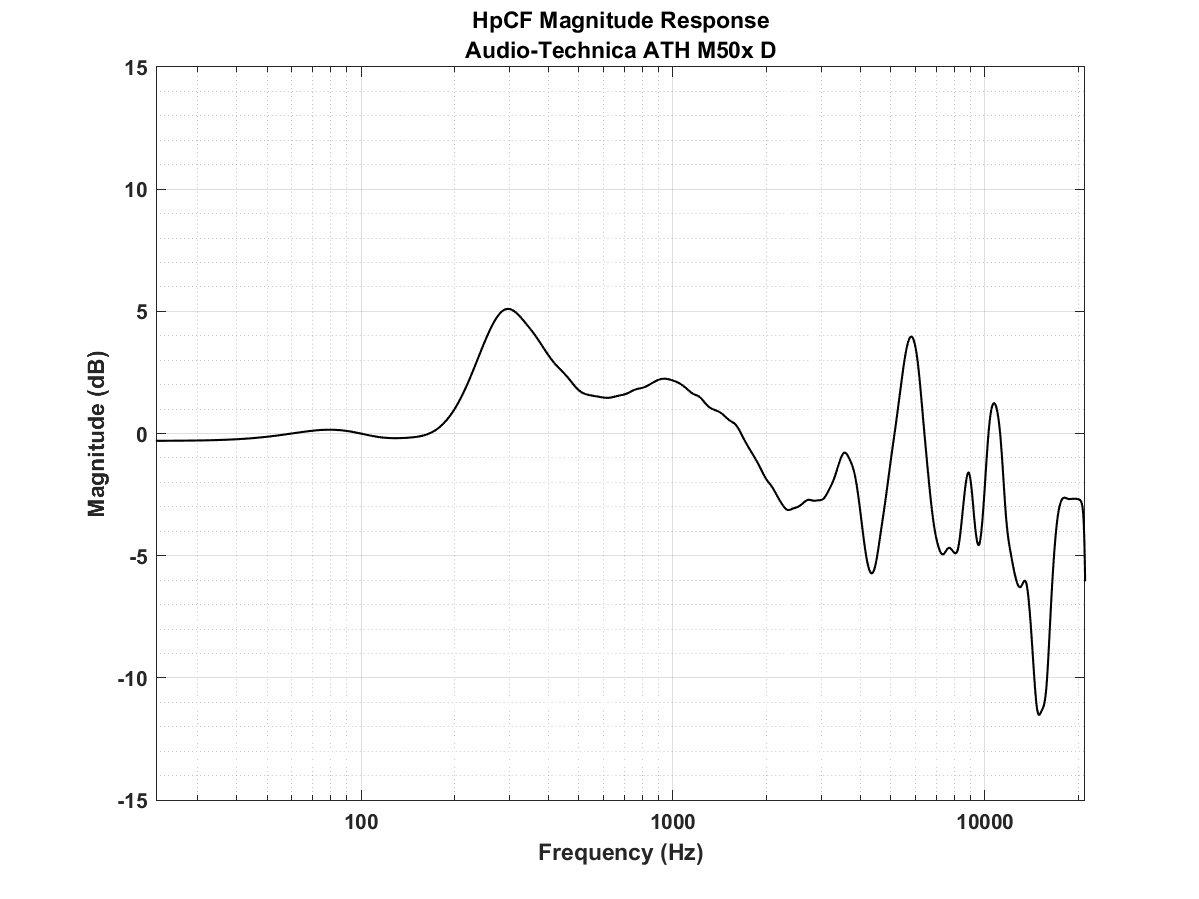 HpCF Magnitude Response
Audio-Technica ATH M50x D
15
10
5
0
-5
-10
-15
Magnitude (dB)
100
1000
10000
Frequency (Hz)